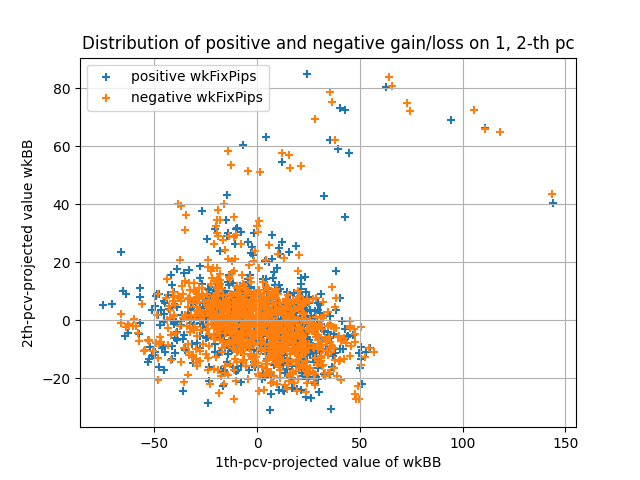 Distribution of positive and negative gain/loss on 1, 2-th pc
positive wkFixPips
negative wkFixPips
2th-pcv-projected value wkBB
80
60
40
20
0
−20
−50
0
50
100
150
1th-pcv-projected value of wkBB